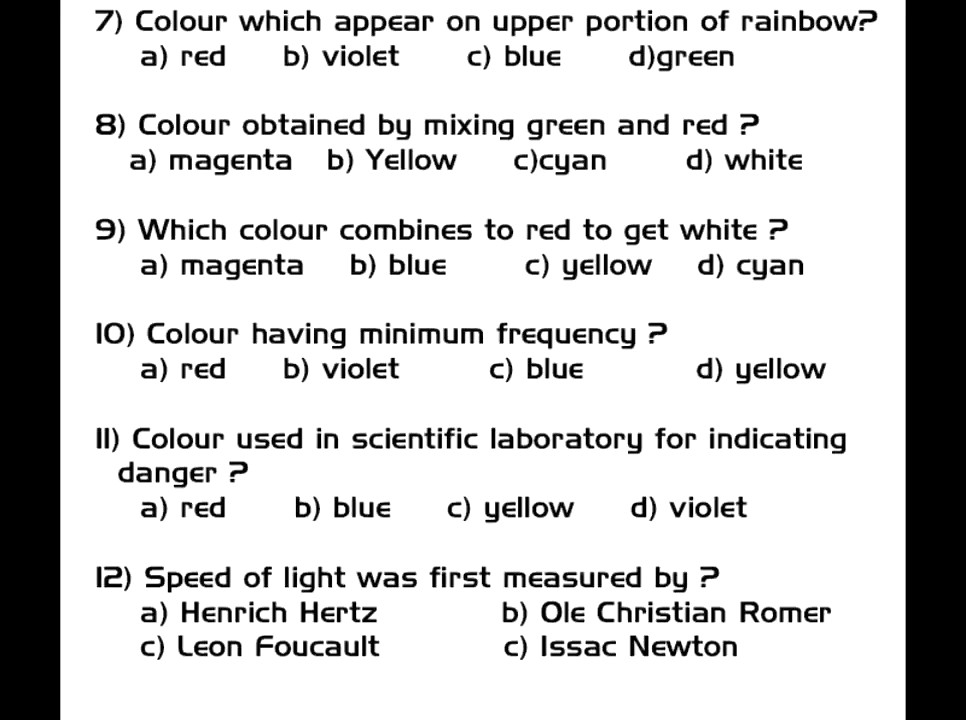 7) Colour which appear on upper portion of rainbow?
a) red b) violet c) blue d)green
8) Colour obtained by mixing green and red ?
a) magenta b) Yellow c)cyan d) white
9) Which colour combines to red to get white ?
a) magenta b) blue c) yellow d) cyan
10) Colour having minimum frequency ?
a) red b) violet c) blue d) yellow
11) Colour used in scientific laboratory for indicating
danger ?
a) red b) blue c) yellow d) violet
12) Speed of light was first measured by ?
a) Henrich Hertz b) Ole Christian Romer
c) Leon Foucault c) Issac Newton